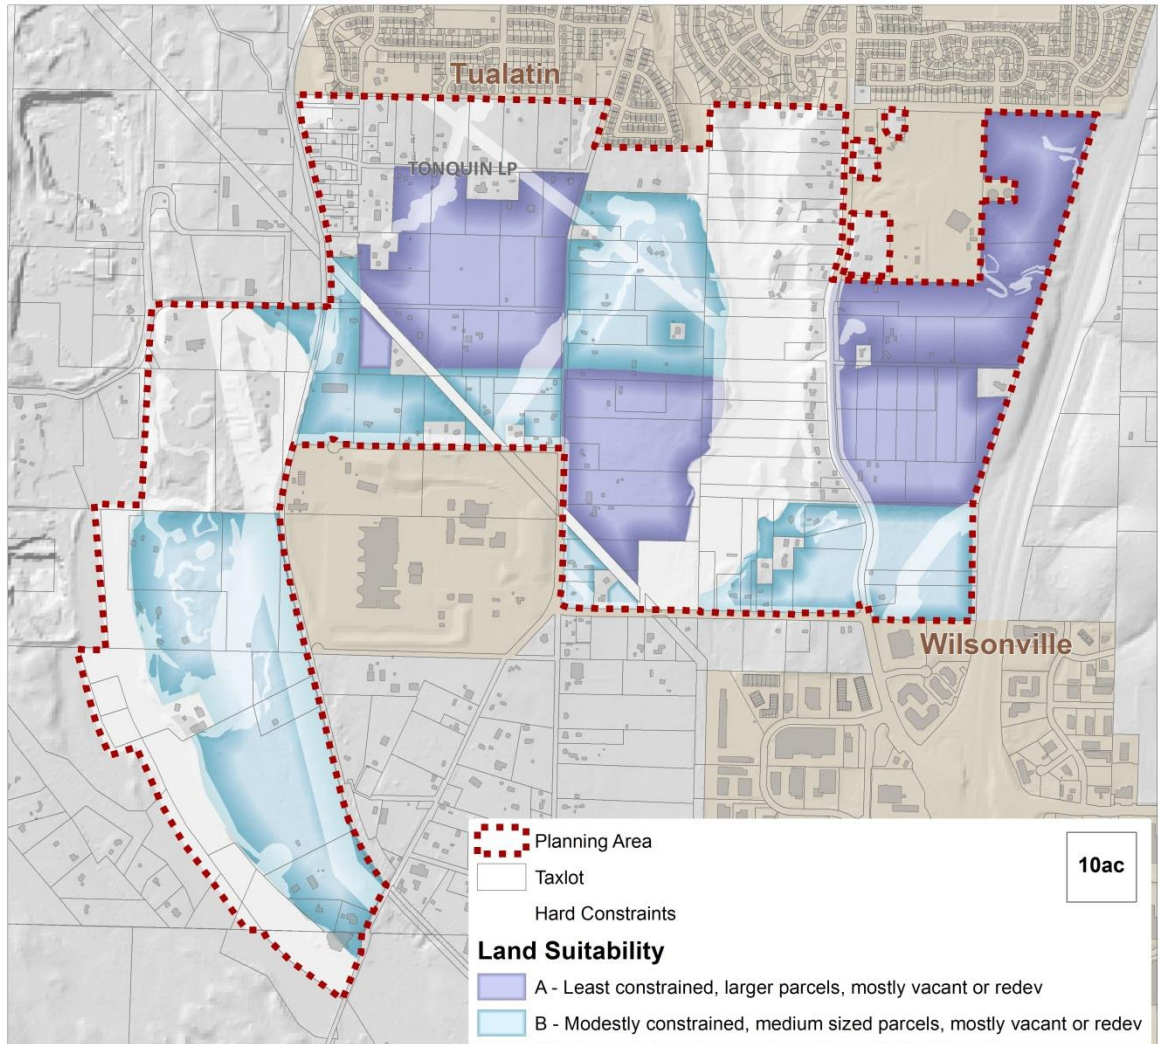 Tualatin
TONQUIN LP
Wilsonville
Planning Area
Taxlot
Hard Constraints
10ac
Land Suitability
A - Least constrained, larger parcels, mostly vacant or redev
B - Modestly constrained, medium sized parcels, mostly vacant or redev